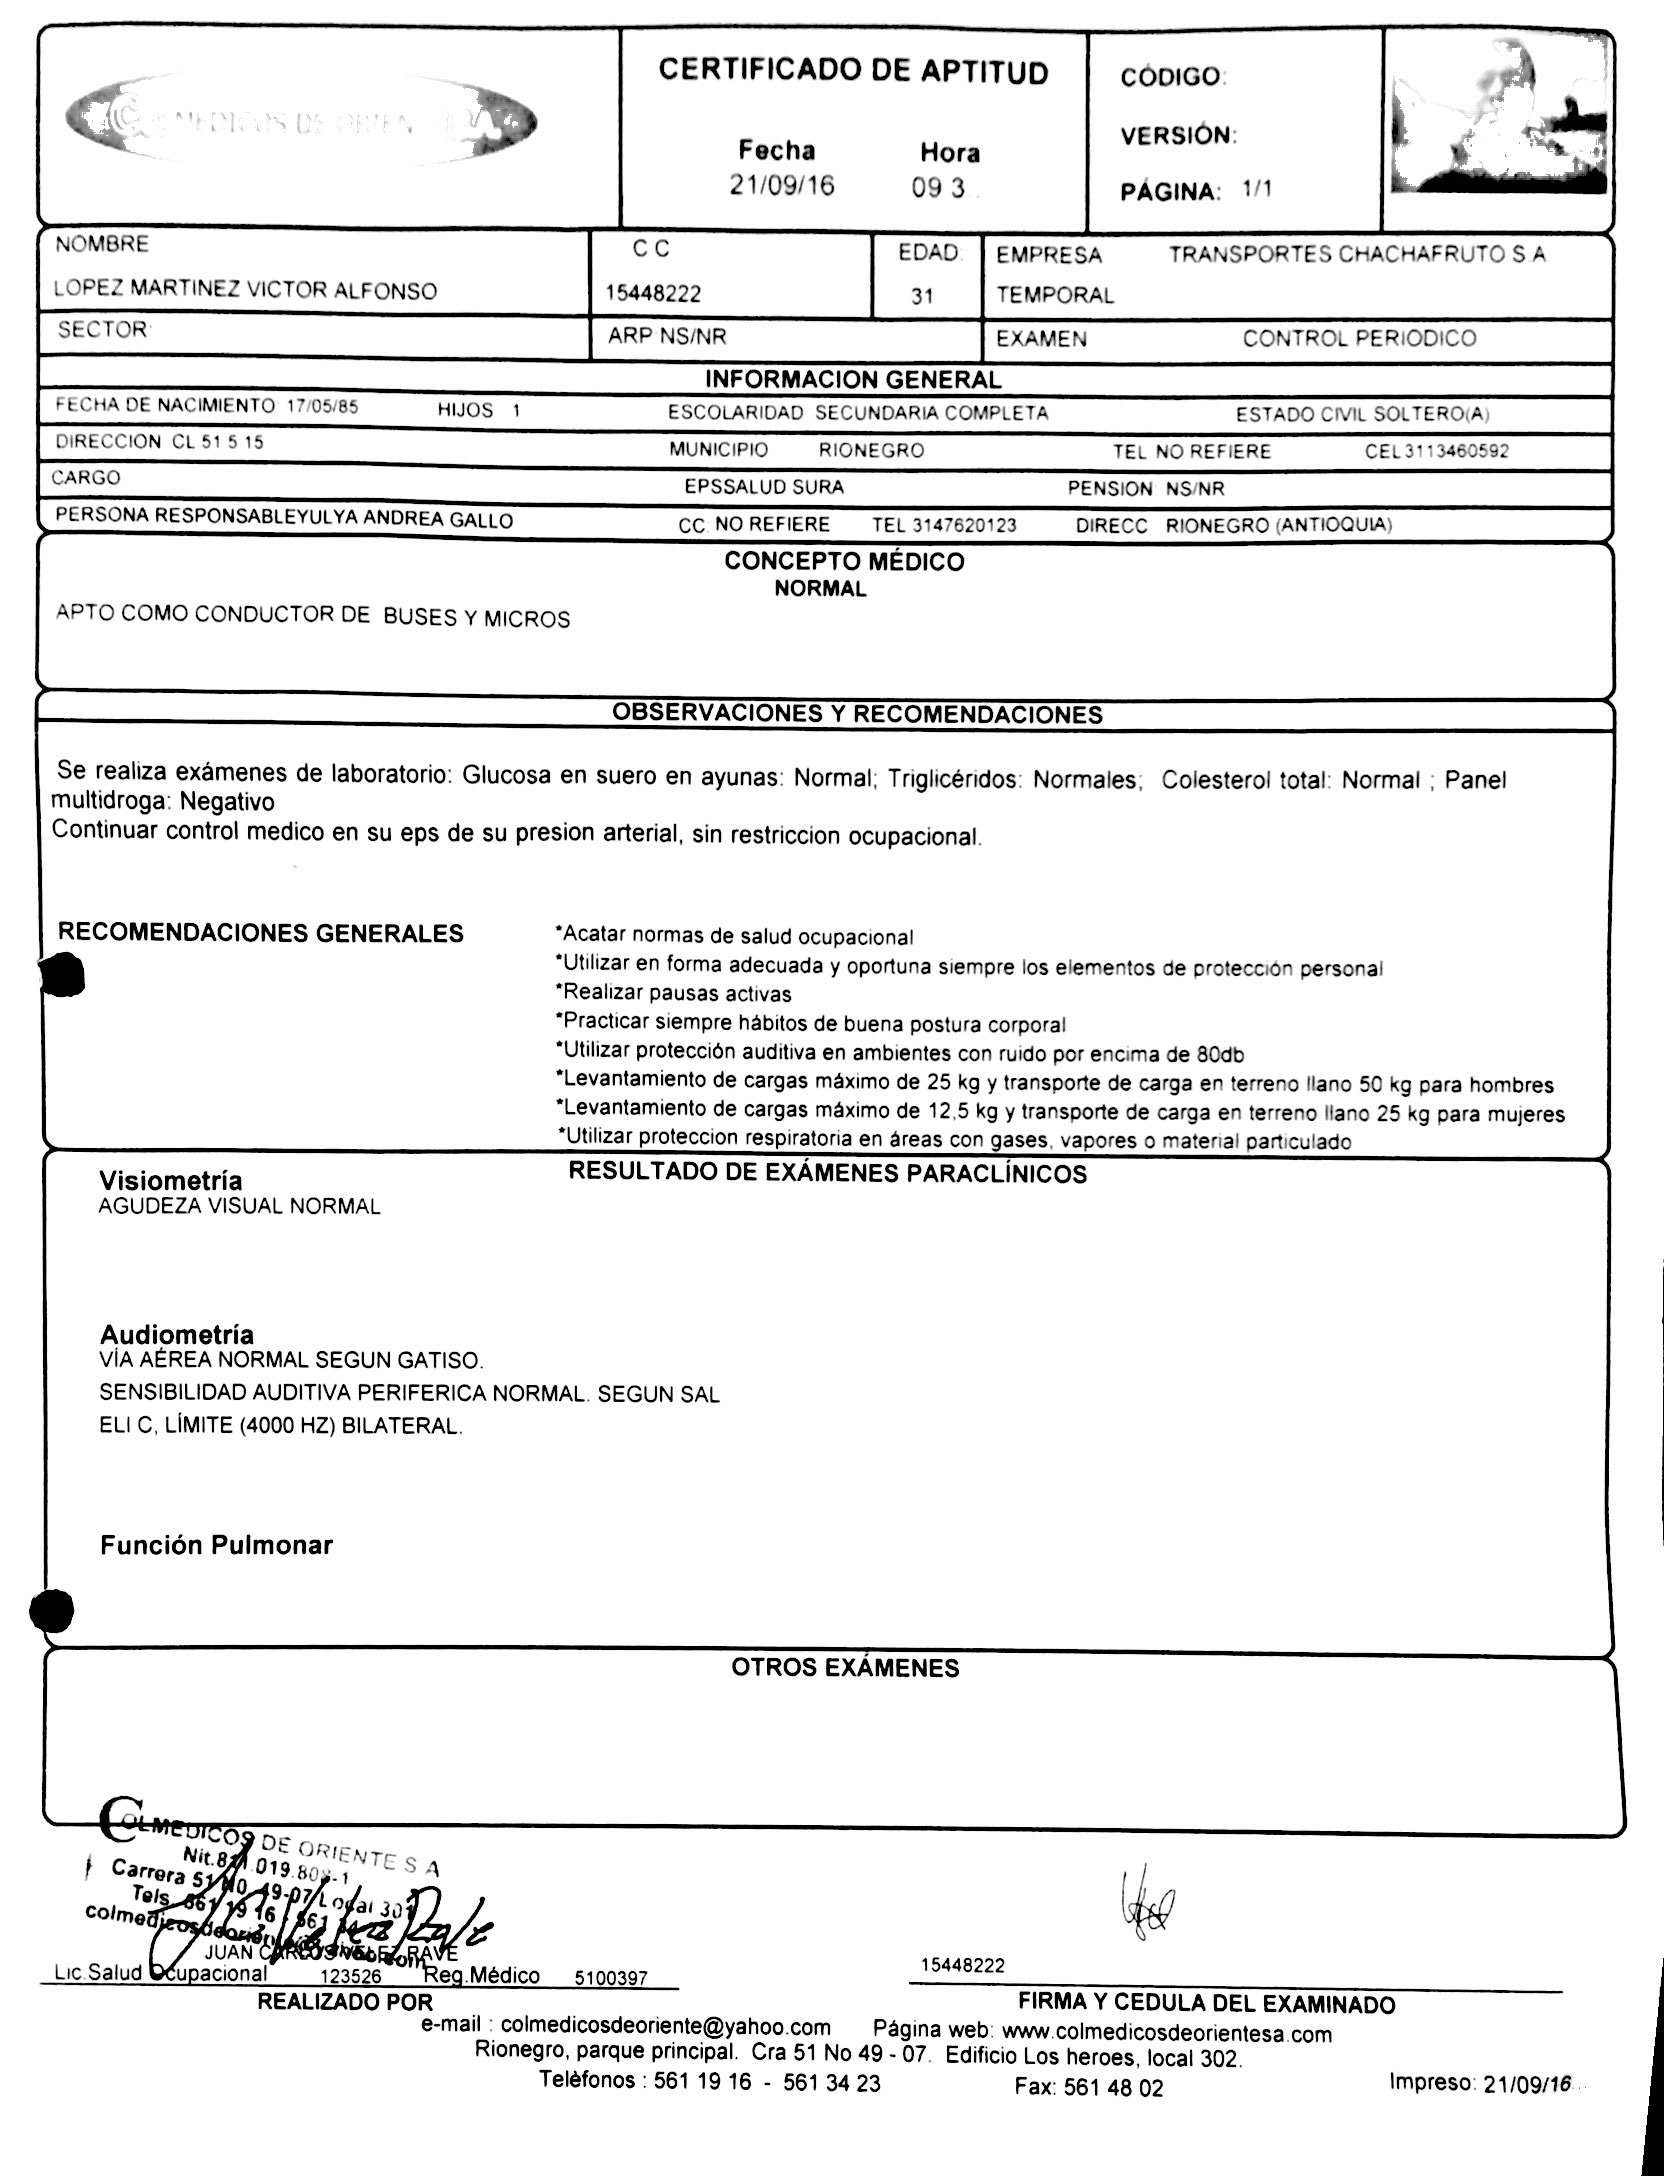 MEDICOS DE ORIEN
CERTIFICADO DE APTITUD
Fecha Hora
21/09/16 09 3
CÓDIGO:
VERSIÓN:
PÁGINA: 1/1
NOMBRE C C EDAD: EMPRESA TRANSPORTES CHACHAFRUTO S A
LOPEZ MARTINEZ VICTOR ALFONSO 15448222 31 TEMPORAL
SECTOR ARP NS/NR EXAMEN CONTROL PERIODICO
INFORMACION GENERAL
FECHA DE NACIMIENTO 17/05/85 HIJOS 1 ESCOLARIDAD SECUNDARIA COMPLETA ESTADO CIVIL SOLTERO(A)
DIRECCION CL 51 5 15 MUNICIPIO RIONEGRO TEL NO REFIERE CEL 3113460592
CARGO EPSSALUD SURA PENSION NS/NR
PERSONA RESPONSABLEYULYA ANDREA GALLO CC. NO REFIERE TEL 3147620123 DIRECC RIONEGRO (ANTIOQUIA)
CONCEPTO MÉDICO
NORMAL
APTO COMO CONDUCTOR DE BUSES Y MICROS
OBSERVACIONES Y RECOMENDACIONES
Se realiza exámenes de laboratorio: Glucosa en suero en ayunas: Normal; Triglicéridos: Normales; Colesterol total: Normal ; Panel
multidroga: Negativo
Continuar control medico en su eps de su presion arterial, sin restriccion ocupacional.
RECOMENDACIONES GENERALES *Acatar normas de salud ocupacional
*Utilizar en forma adecuada y oportuna siempre los elementos de protección personal
*Realizar pausas activas
*Practicar siempre hábitos de buena postura corporal
*Utilizar protección auditiva en ambientes con ruido por encima de 80db
*Levantamiento de cargas máximo de 25 kg y transporte de carga en terreno llano 50 kg para hombres
*Levantamiento de cargas máximo de 12,5 kg y transporte de carga en terreno llano 25 kg para mujeres
*Utilizar proteccion respiratoria en áreas con gases, vapores o material particulado
RESULTADO DE EXÁMENES PARACLÍNICOS
Visiometría
AGUDEZA VISUAL NORMAL
Audiometría
VÍA AÉREA NORMAL SEGUN GATISO.
SENSIBILIDAD AUDITIVA PERIFERICA NORMAL. SEGUN SAL
ELI C, LÍMITE (4000 HZ) BILATERAL.
Función Pulmonar
OTROS EXÁMENES
COLMEDICOS DE ORIENTE S A
Nit.811.019.808-1
Carrera 51 No 49-07 Local 301
Tels. 561 19 16 - 561
JUAN CARLOS VELEZ RAVE
Lic.Salud Ocupacional 123526 Reg.Médico 5100397
REALIZADO POR
15448222
FIRMA Y CEDULA DEL EXAMINADO
e-mail : colmedicosdeoriente@yahoo.com Página web: www.colmedicosdeorientesa.com
Rionegro, parque principal. Cra 51 No 49 - 07. Edificio Los heroes, local 302.
Teléfonos : 561 19 16 - 561 34 23 Fax: 561 48 02 Impreso: 21/09/16